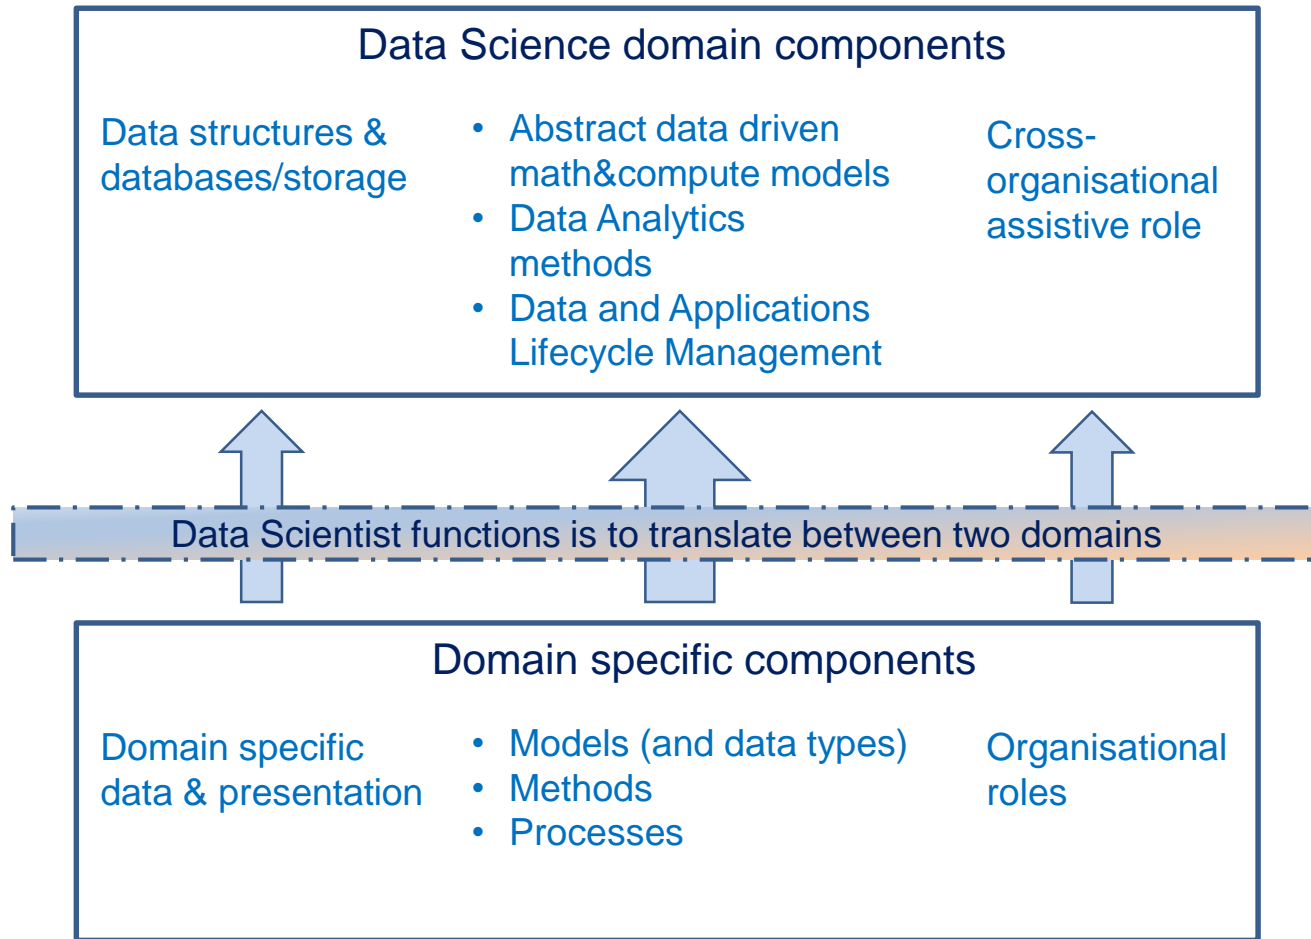 Data Science domain components
Data structures &
databases/storage
• Abstract data driven
math&compute models
• Data Analytics
methods
• Data and Applications
Lifecycle Management
Cross-
organisational
assistive role
Data Scientist functions is to translate between two domains
Domain specific components
Domain specific
data & presentation
• Models (and data types)
• Methods
• Processes
Organisational
roles